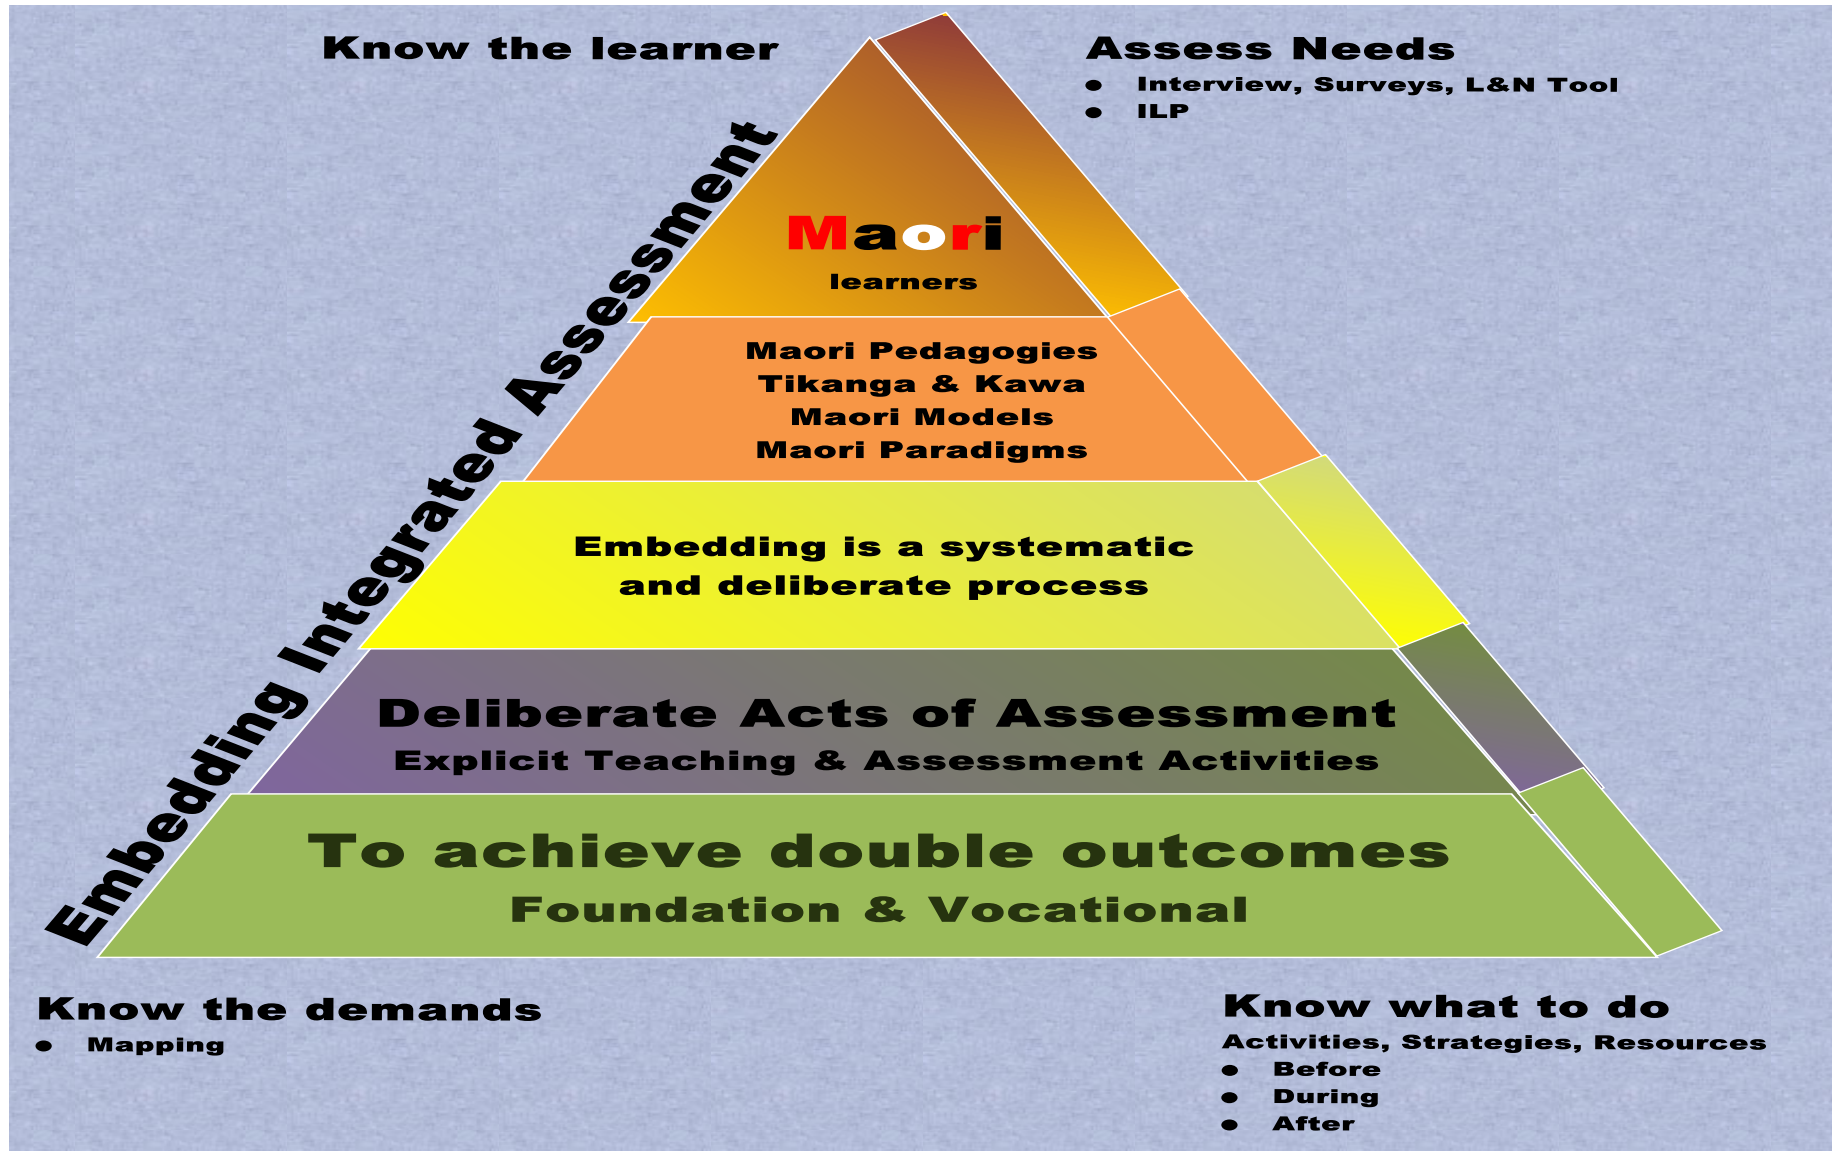 Know the learner
Assess Needs
● Interview, Surveys, L&N Tool
● ILP
Embedding Integrated Assessment
Maori
learners
Maori Pedagogies
Tikanga & Kawa
Maori Models
Maori Paradigms
Embedding is a systematic
and deliberate process
Deliberate Acts of Assessment
Explicit Teaching & Assessment Activities
To achieve double outcomes
Foundation & Vocational
Know the demands
● Mapping
Know what to do
Activities, Strategies, Resources
● Before
● During
● After